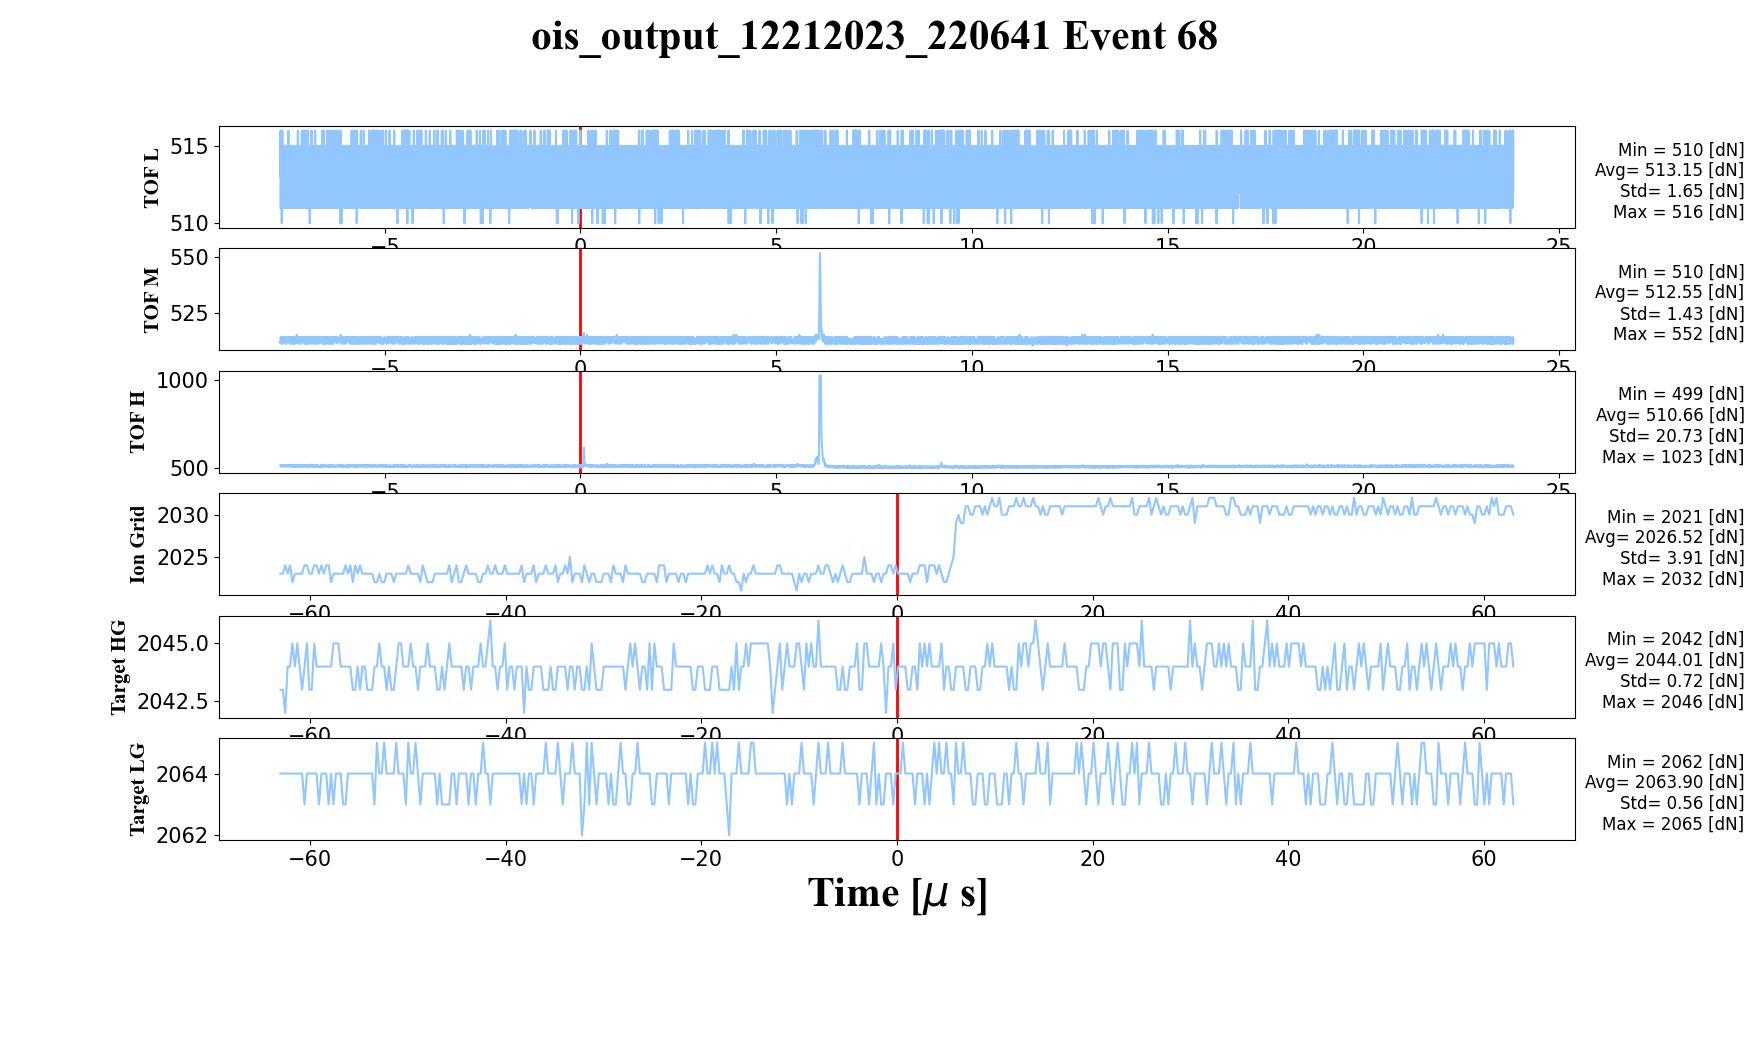 ois_output_12212023_220641 Event 68
TOF L
515
510
−5 0 5 10 15 20 25
Min = 510 [dN]
Avg= 513.15 [dN]
Std= 1.65 [dN]
Max = 516 [dN]
TOF M
550
525
−5 0 5 10 15 20 25
Min = 510 [dN]
Avg= 512.55 [dN]
Std= 1.43 [dN]
Max = 552 [dN]
TOF H
1000
500
−5 0 5 10 15 20 25
Min = 499 [dN]
Avg= 510.66 [dN]
Std= 20.73 [dN]
Max = 1023 [dN]
Ion Grid
2030
2025
−60 −40 −20 0 20 40 60
Min = 2021 [dN]
Avg= 2026.52 [dN]
Std= 3.91 [dN]
Max = 2032 [dN]
Target HG
2045.0
2042.5
−60 −40 −20 0 20 40 60
Min = 2042 [dN]
Avg= 2044.01 [dN]
Std= 0.72 [dN]
Max = 2046 [dN]
Target LG
2064
2062
−60 −40 −20 0 20 40 60
Min = 2062 [dN]
Avg= 2063.90 [dN]
Std= 0.56 [dN]
Max = 2065 [dN]
Time [μ s]